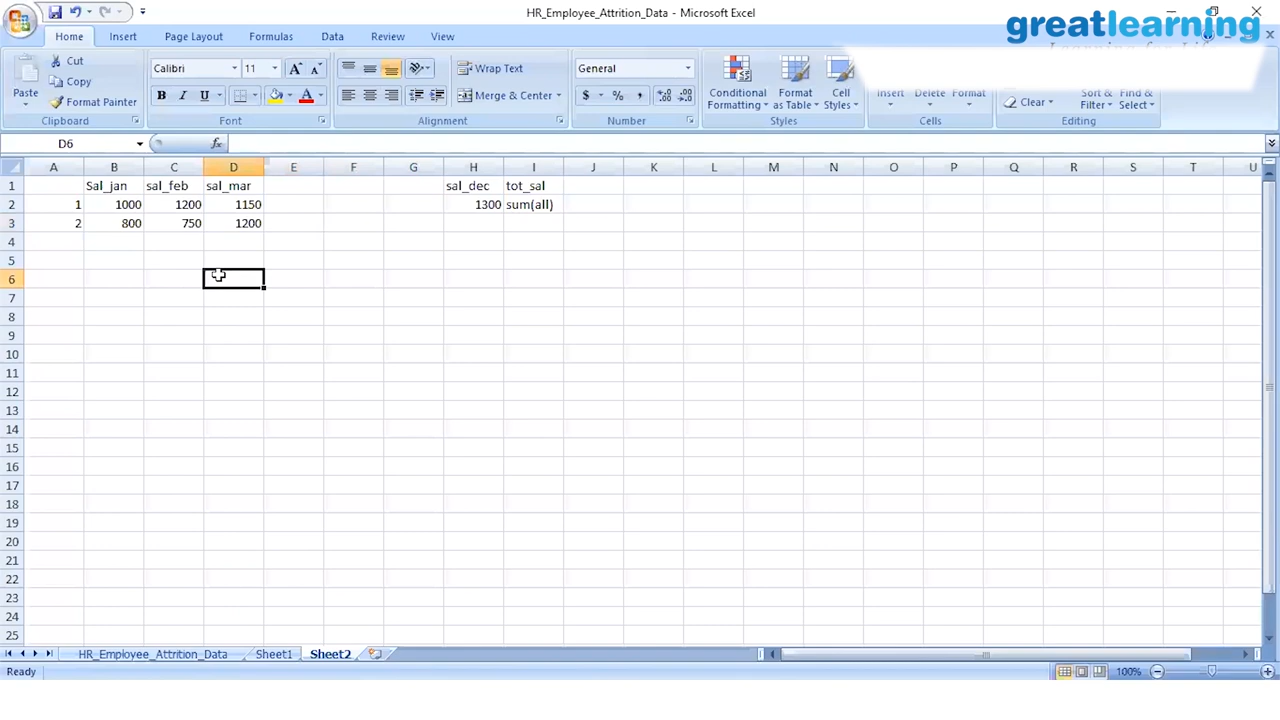 HR_Employee_Attrition_Data - Microsoft Excel
greatlearning
Learning for Life
Home Insert Page Layout Formulas Data Review View
Paste
Cut
Copy
Format Painter
Clipboard
Calibri 11
B I U
Font
Wrap Text
Merge & Center
Alignment
General
$ % ,
Number
Conditional Formatting
Format as Table
Cell Styles
Styles
Insert Delete Format
Cells
Clear
Sort & Filter
Find & Select
Editing
D6 fx
A B C D E F G H I J K L M N O P Q R S T U
1 Sal_jan sal_feb sal_mar sal_dec tot_sal
2 1 1000 1200 1150 1300 sum(all)
3 2 800 750 1200
4
5
6
7
8
9
10
11
12
13
14
15
16
17
18
19
20
21
22
23
24
25
HR_Employee_Attrition_Data Sheet1 Sheet2
Ready 100%